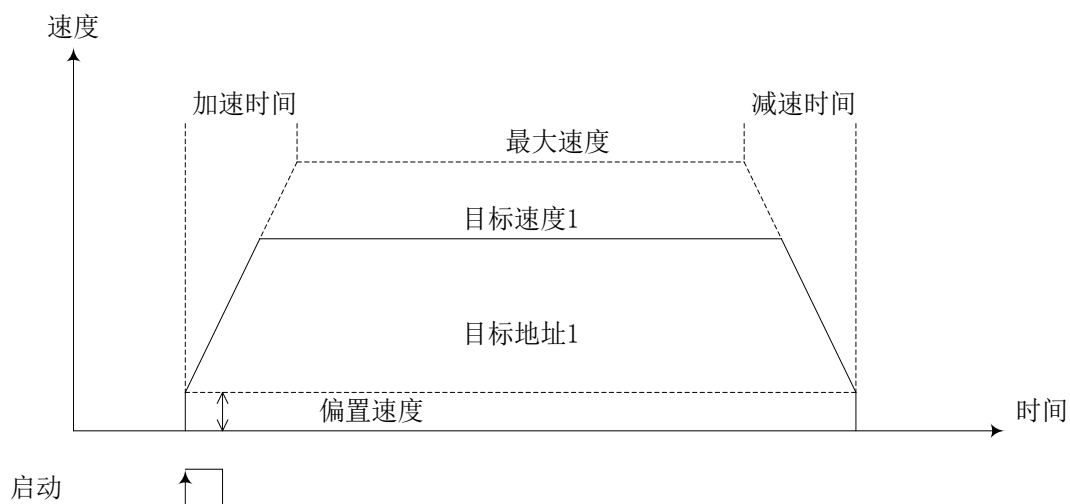 速度
加速时间
减速时间
最大速度
目标速度1
目标地址1
偏置速度
时间
启动